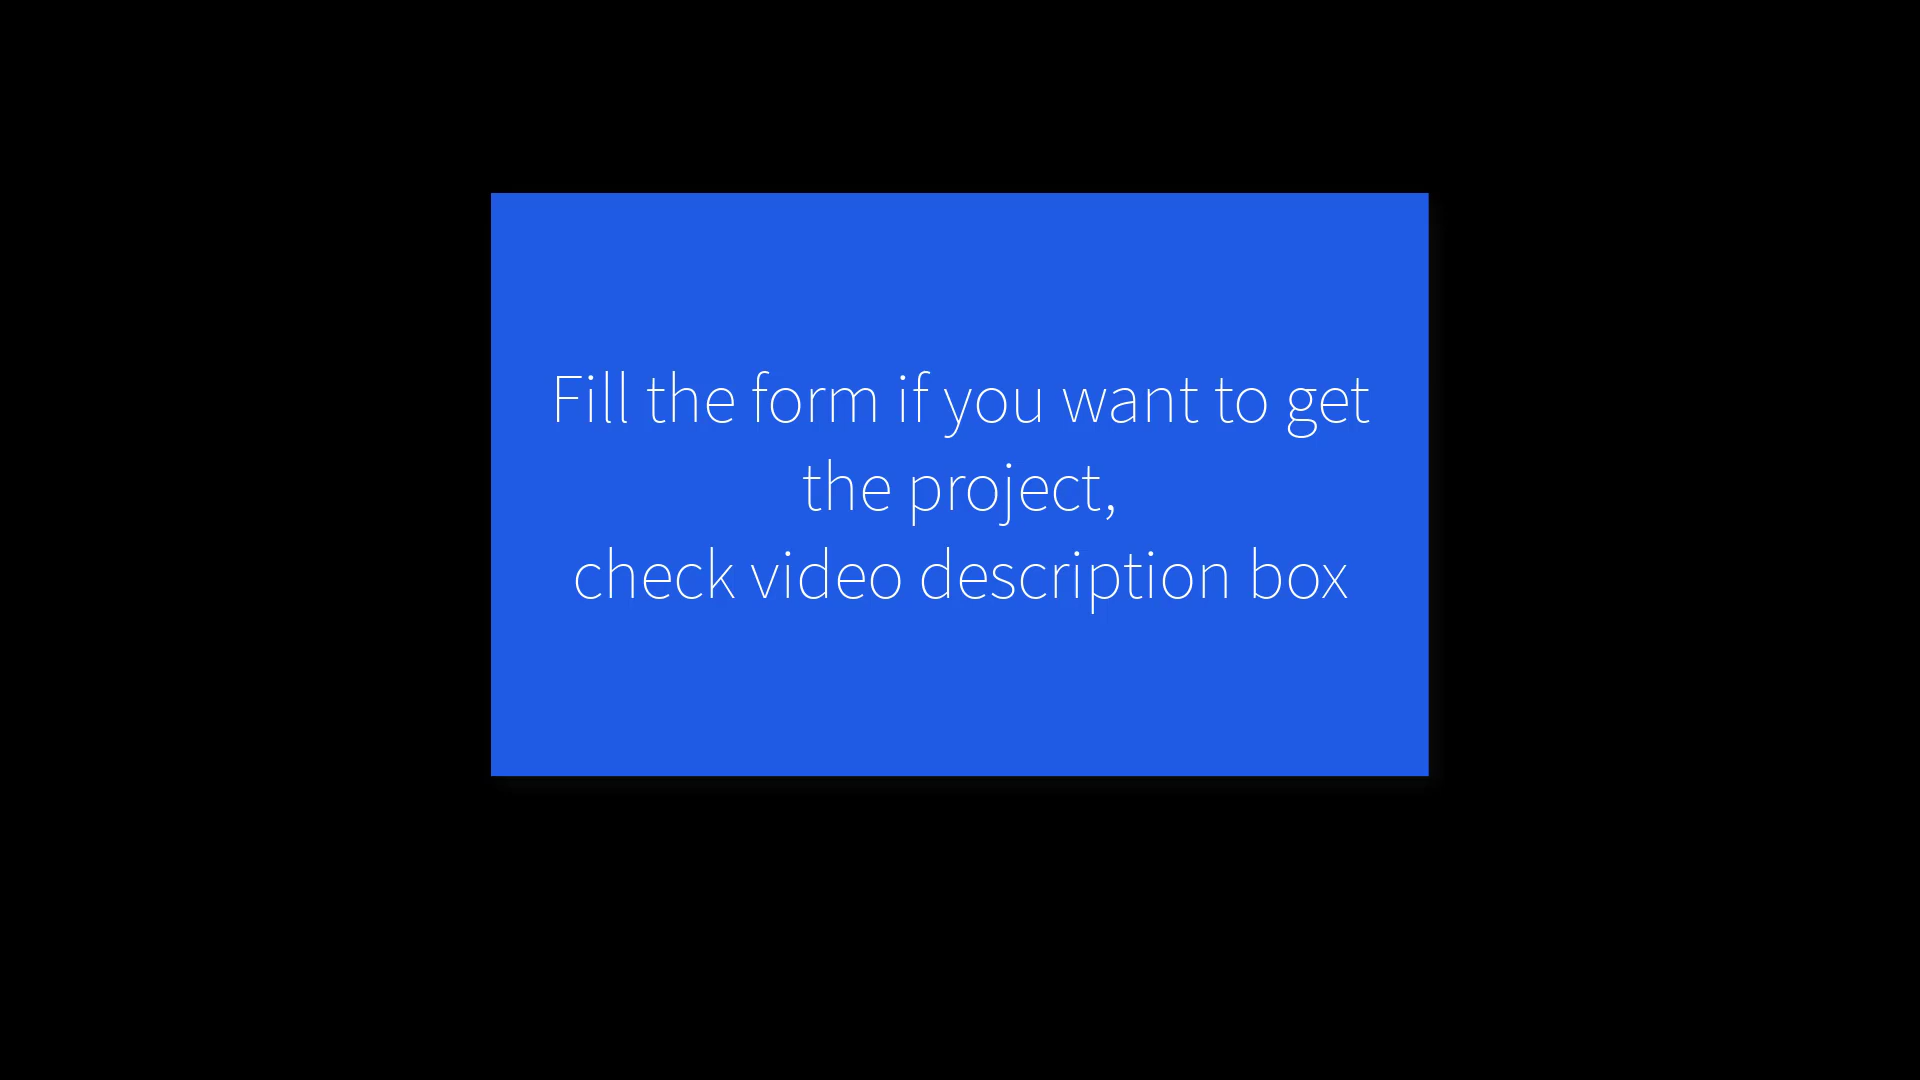 Fill the form if you want to get
the project,
check video description box